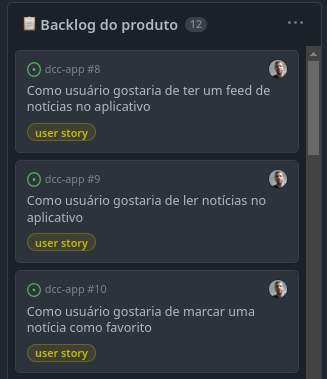 Backlog do produto 12
dcc-app #8
Como usuário gostaria de ter um feed de
notícias no aplicativo
user story
dcc-app #9
Como usuário gostaria de ler notícias no
aplicativo
user story
dcc-app #10
Como usuário gostaria de marcar uma
notícia como favorito
user story